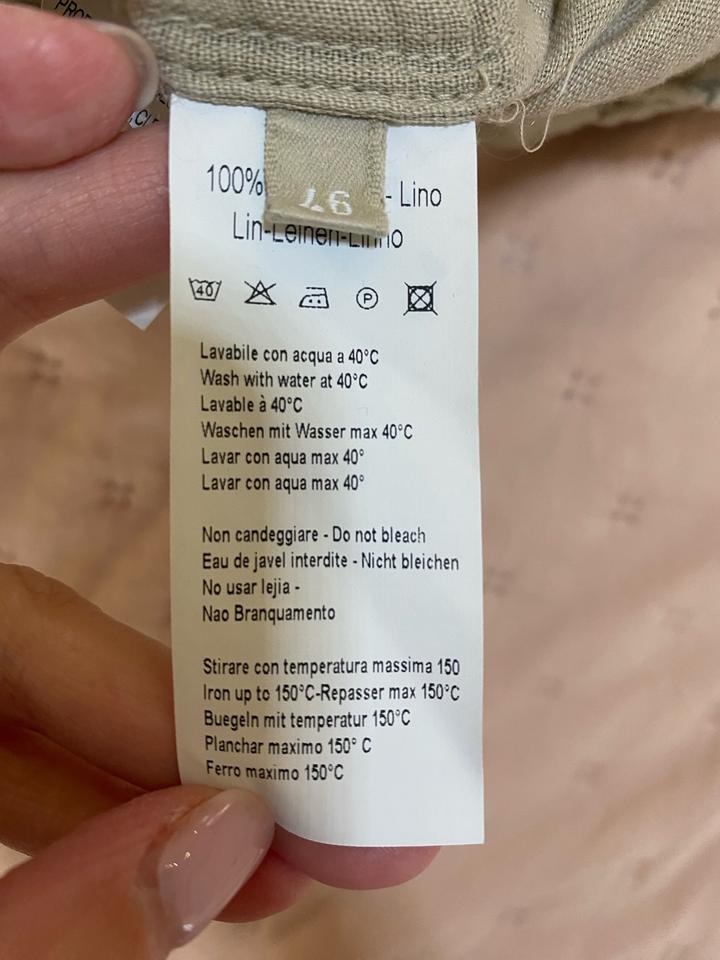 100% - Lino
Lin-Leinen-Linho
40
P
Lavabile con acqua a 40°C
Wash with water at 40°C
Lavable à 40°C
Waschen mit Wasser max 40°C
Lavar con aqua max 40°
Lavar con aqua max 40°
Non candeggiare - Do not bleach
Eau de javel interdite - Nicht bleichen
No usar lejia -
Nao Branquamento
Stirare con temperatura massima 150
Iron up to 150°C-Repasser max 150°C
Buegeln mit temperatur 150°C
Planchar maximo 150° C
Ferro maximo 150°C